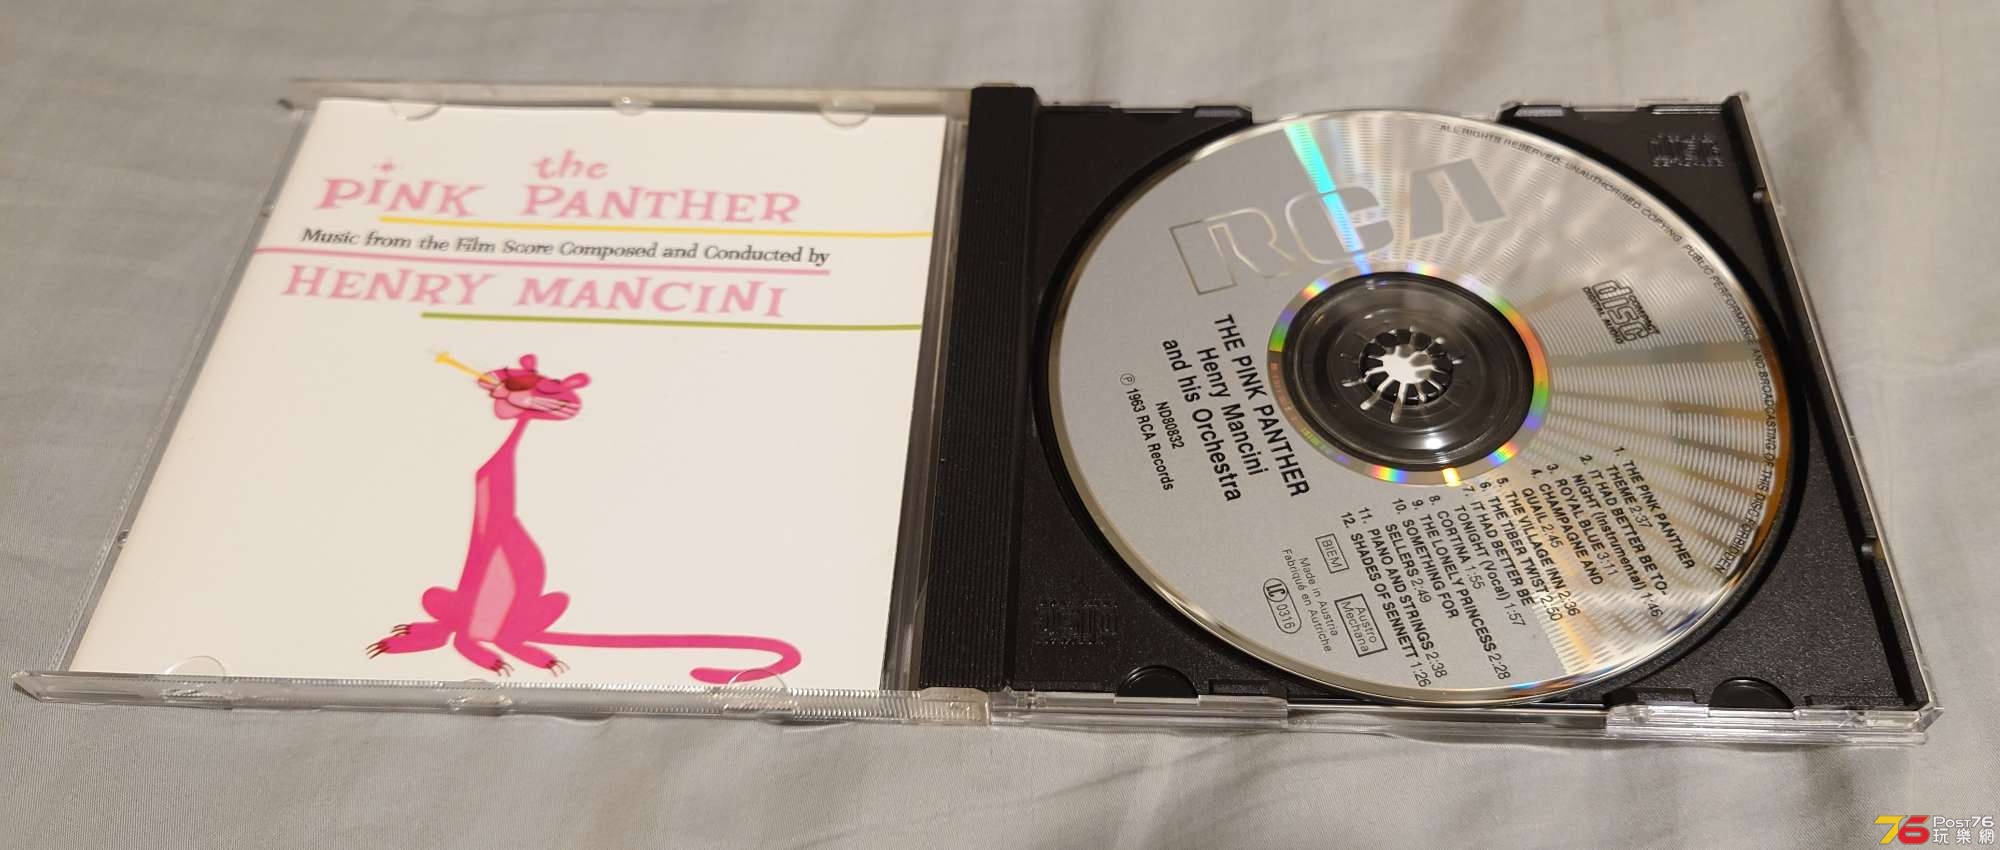 the
PINK PANTHER
Music from the Film Score Composed and Conducted by
HENRY MANCINI
RCA
ALL RIGHTS RESERVED. UNAUTHORISED COPYING, PUBLIC PERFORMANCE AND BROADCASTING OF THIS DISC FORBIDDEN
COMPACT
disc
DIGITAL AUDIO
THE PINK PANTHER
Henry Mancini
and his Orchestra
ND80832
℗ 1963 RCA Records
1. THE PINK PANTHER
THEME 2:37
2. IT HAD BETTER BE TO-
NIGHT (Instrumental) 1:46
3. ROYAL BLUE 3:11
4. CHAMPAGNE AND
QUAIL 2:45
5. THE VILLAGE INN 2:36
6. THE TIBER TWIST 2:50
7. IT HAD BETTER BE
TONIGHT (Vocal) 1:57
8. CORTINA 1:55
9. THE LONELY PRINCESS 2:28
10. SOMETHING FOR
SELLERS 2:49
11. PIANO AND STRINGS 2:38
12. SHADES OF SENNETT 1:26
BIEM
Made in Austria
Fabriqué en Autriche
Austro
Mechana
LC 0316
76 POST76
玩樂網